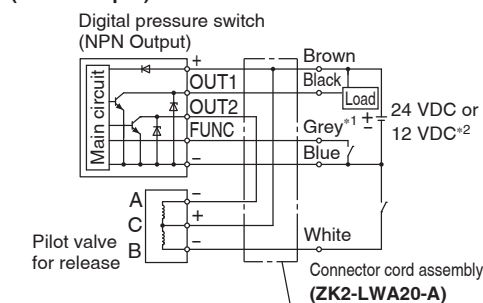 Digital pressure switch
(NPN Output)
Main circuit
+
OUT1
OUT2
FUNC
−
Brown
Black
Load
Grey*1
Blue
+
−
24 VDC or
12 VDC*2
A
C
B
−
+
−
Pilot valve
for release
White
Connector cord assembly
(ZK2-LWA20-A)